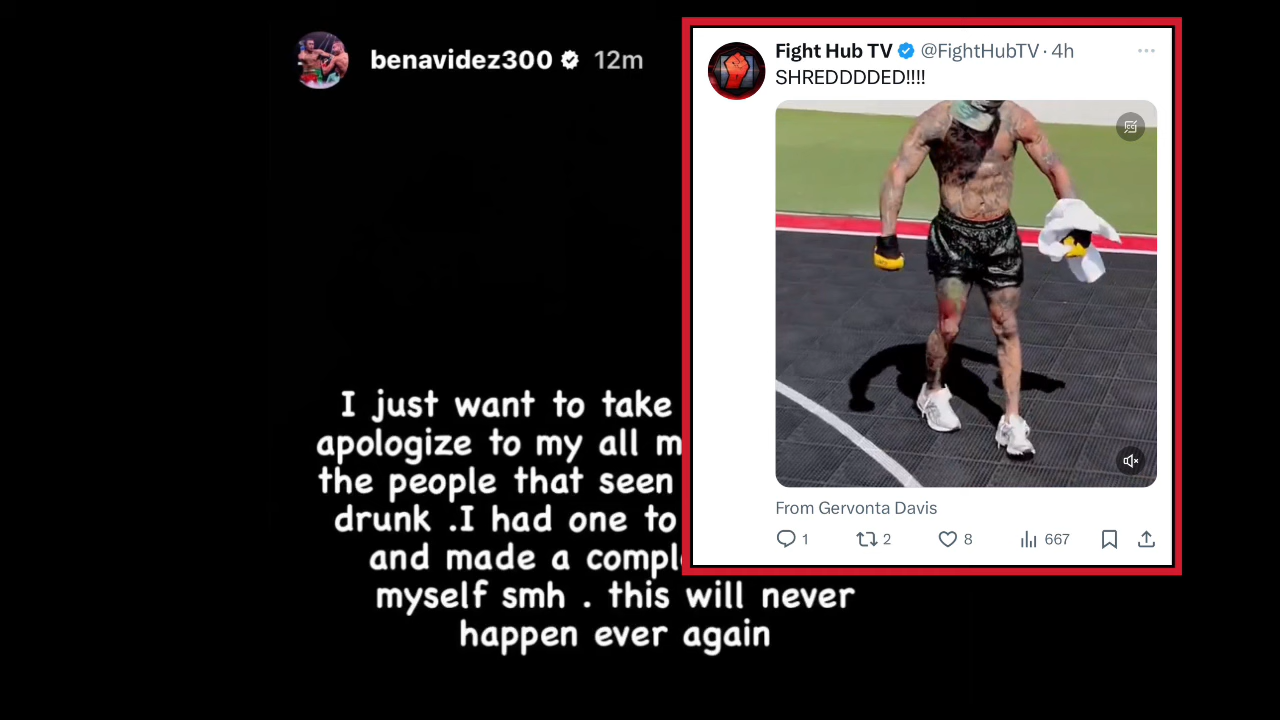 benavidez300 12m
I just want to take
apologize to my all m
the people that seen
drunk .I had one to
and made a compl
myself smh . this will never
happen ever again
Fight Hub TV @FightHubTV · 4h
SHREDDDDED!!!!
From Gervonta Davis
1 2 8 667